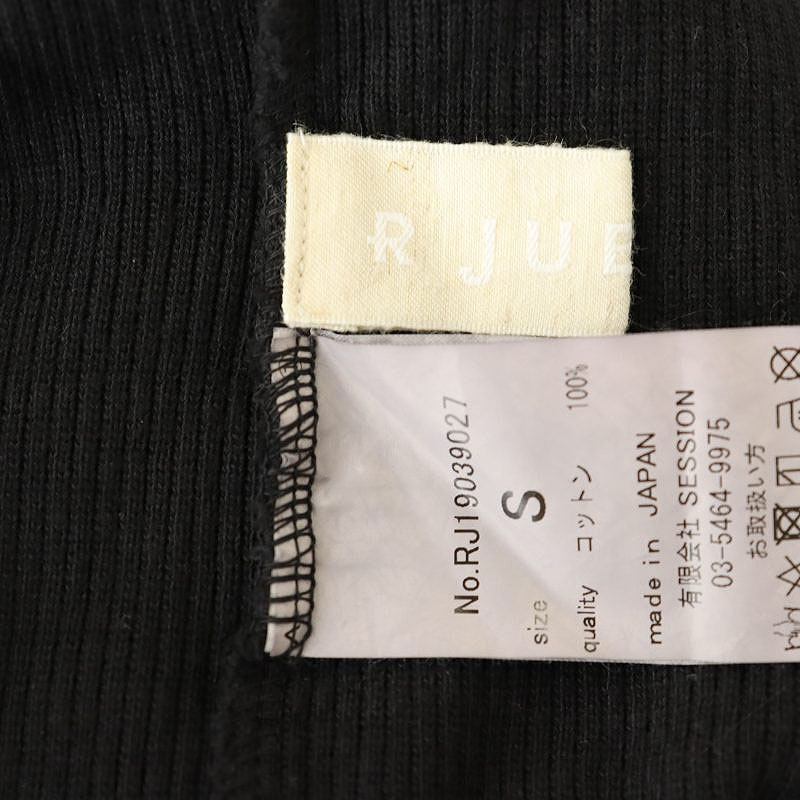 R JUB
No.RJ19039027
size S
quality コットン 100%
made in JAPAN
有限会社 SESSION
03-5464-9975
お取扱い方